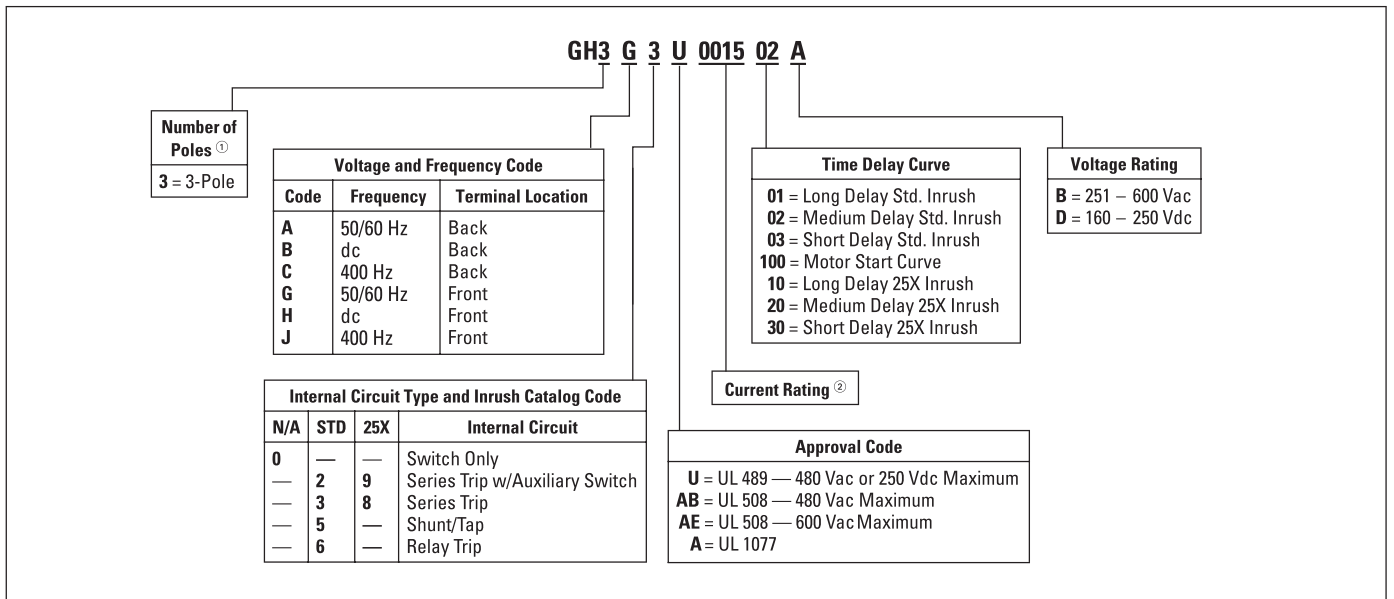 GH3 G 3 U 0015 02 A
Number of
Poles ①
3 = 3-Pole
Voltage and Frequency Code
Code Frequency Terminal Location
A 50/60 Hz Back
B dc Back
C 400 Hz Back
G 50/60 Hz Front
H dc Front
J 400 Hz Front
Time Delay Curve
01 = Long Delay Std. Inrush
02 = Medium Delay Std. Inrush
03 = Short Delay Std. Inrush
100 = Motor Start Curve
10 = Long Delay 25X Inrush
20 = Medium Delay 25X Inrush
30 = Short Delay 25X Inrush
Voltage Rating
B = 251 – 600 Vac
D = 160 – 250 Vdc
Internal Circuit Type and Inrush Catalog Code
N/A STD 25X Internal Circuit
0 — — Switch Only
— 2 9 Series Trip w/Auxiliary Switch
— 3 8 Series Trip
— 5 — Shunt/Tap
— 6 — Relay Trip
Current Rating ②
Approval Code
U = UL 489 — 480 Vac or 250 Vdc Maximum
AB = UL 508 — 480 Vac Maximum
AE = UL 508 — 600 Vac Maximum
A = UL 1077